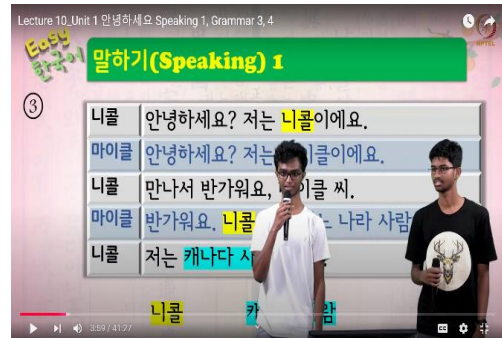 Lecture 10_Unit 1 안녕하세요 Speaking 1, Grammar 3, 4
Easy
한국어
말하기(Speaking) 1
NPTEL
③
니콜 안녕하세요? 저는 니콜이에요.
마이클 안녕하세요? 저는 이클이에요.
니콜 만나서 반가워요, 이클 씨.
마이클 반가워요. 니콜 나라 사람
니콜 저는 캐나다
니콜 람
3:59 / 41:27
CC